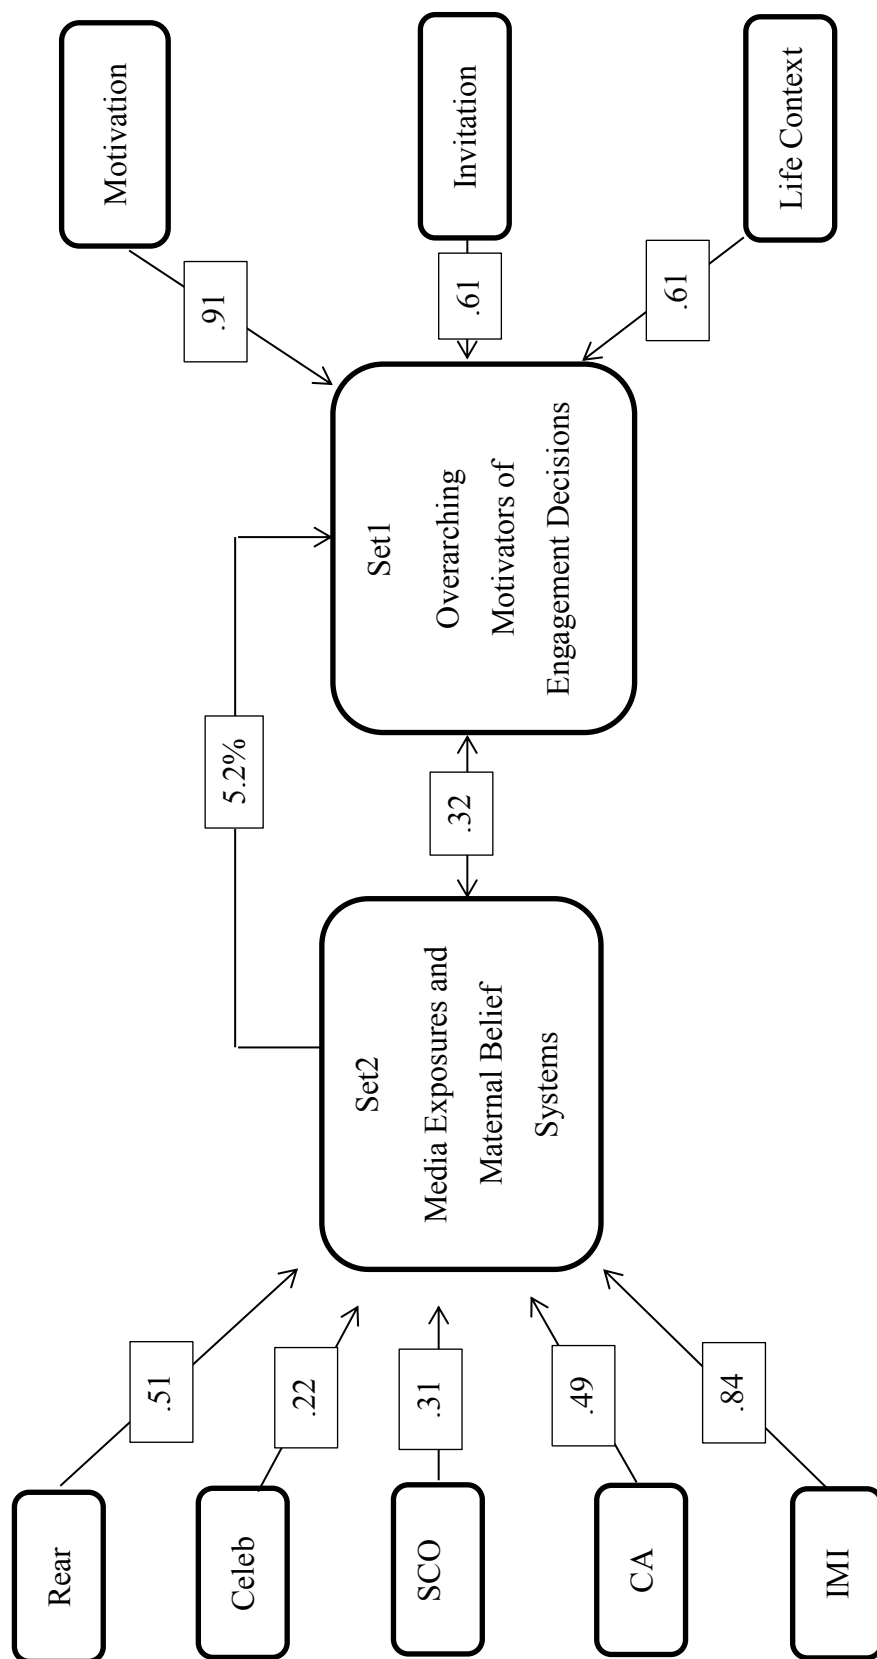 Rear
Celeb
SCO
CA
IMI
.51
.22
.31
.49
.84
Set2
Media Exposures and
Maternal Belief
Systems
5.2%
.32
Set1
Overarching
Motivators of
Engagement Decisions
.91
.61
.61
Motivation
Invitation
Life Context